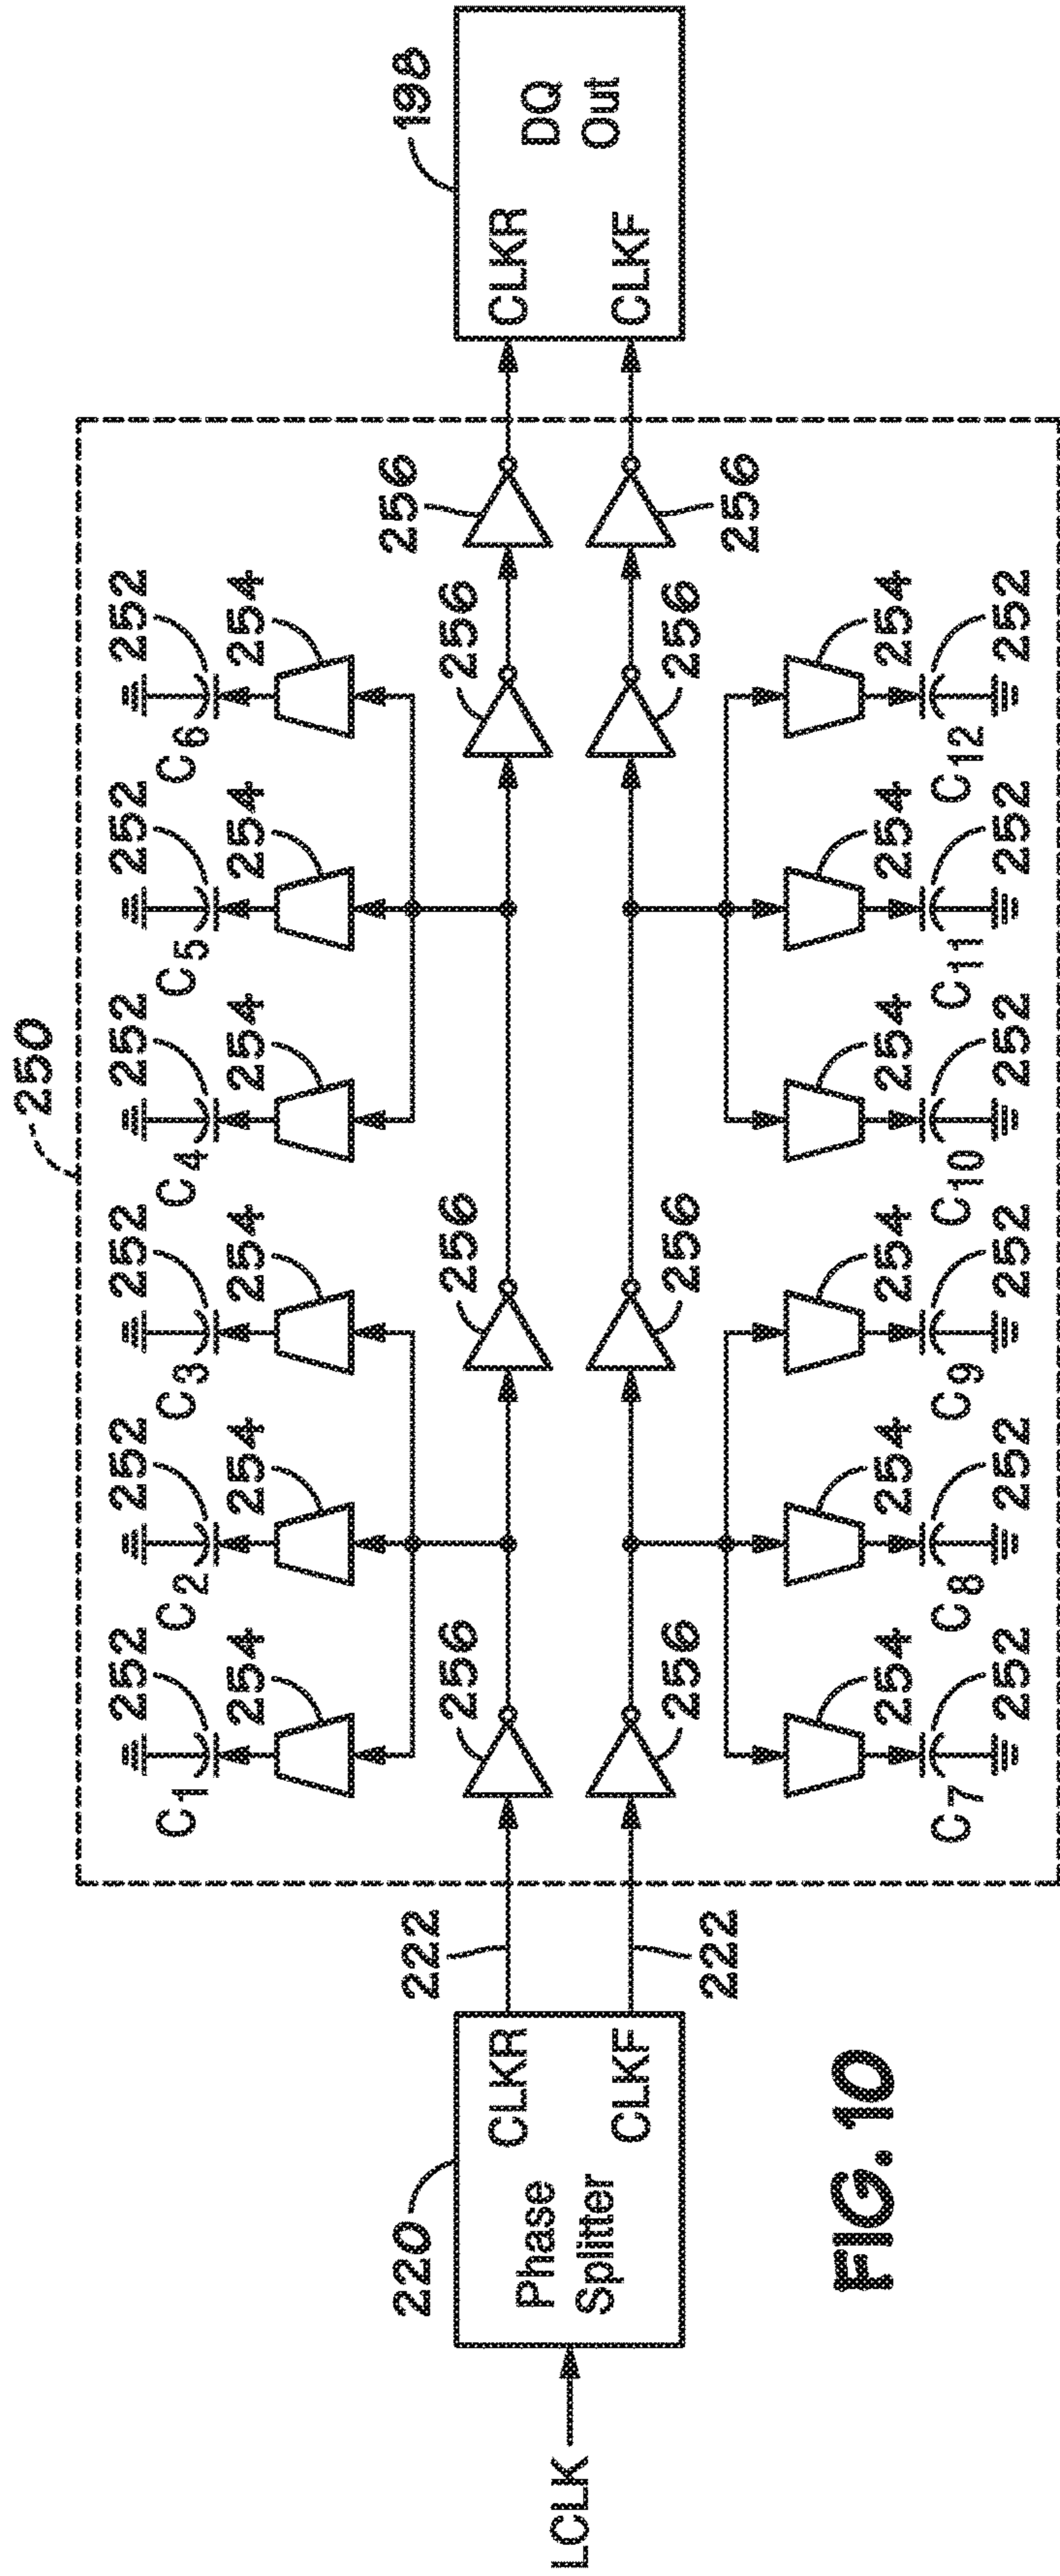 250
252 252 252 252 252 252
C1 C2 C3 C4 C5 C6
254 254 254 254 254 254
220 222 256 198
256 256 256
LCLK
Phase Splitter
CLKR
CLKF
CLKR
CLKF
DQ Out
256 256 256
222 256
254 254 254 254 254 254
C7 C8 C9 C10 C11 C12
252 252 252 252 252 252
FIG. 10